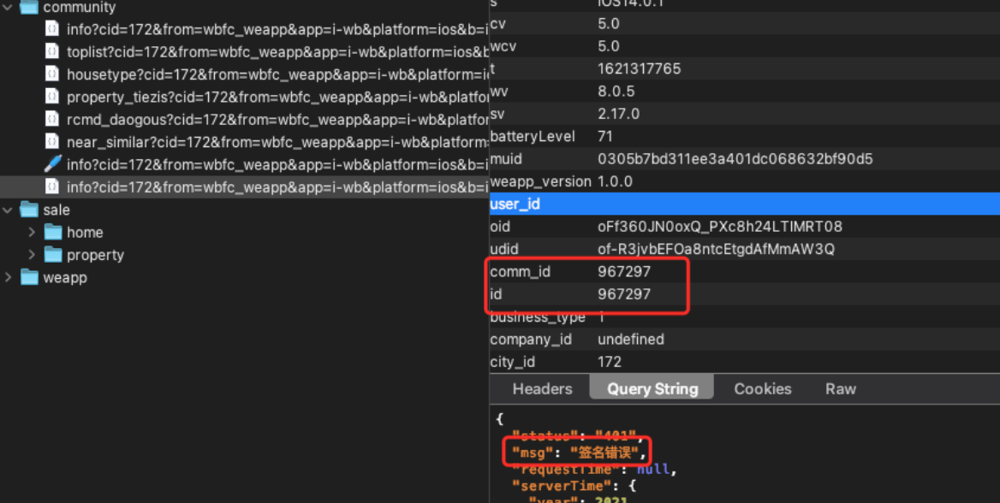 community
info?cid=172&from=wbfc_weapp&app=i-wb&platform=ios&b=i
toplist?cid=172&from=wbfc_weapp&app=i-wb&platform=ios&b
housetype?cid=172&from=wbfc_weapp&app=i-wb&platform=i
property_tiezis?cid=172&from=wbfc_weapp&app=i-wb&platfo
rcmd_daogous?cid=172&from=wbfc_weapp&app=i-wb&platfor
near_similar?cid=172&from=wbfc_weapp&app=i-wb&platform=
info?cid=172&from=wbfc_weapp&app=i-wb&platform=ios&b=i
info?cid=172&from=wbfc_weapp&app=i-wb&platform=ios&b=i
sale
home
property
weapp
s iOS14.0.1
cv 5.0
wcv 5.0
t 1621317765
wv 8.0.5
sv 2.17.0
batteryLevel 71
muid 0305b7bd311ee3a401dc068632bf90d5
weapp_version 1.0.0
user_id
oid oFf360JN0oxQ_PXc8h24LTIMRT08
udid of-R3jvbEFOa8ntcEtgdAfMmAW3Q
comm_id 967297
id 967297
business_type 1
company_id undefined
city_id 172
Headers Query String Cookies Raw
{
"status": "401",
"msg": "签名错误",
"requestTime": null,
"serverTime": {
"year": 2021